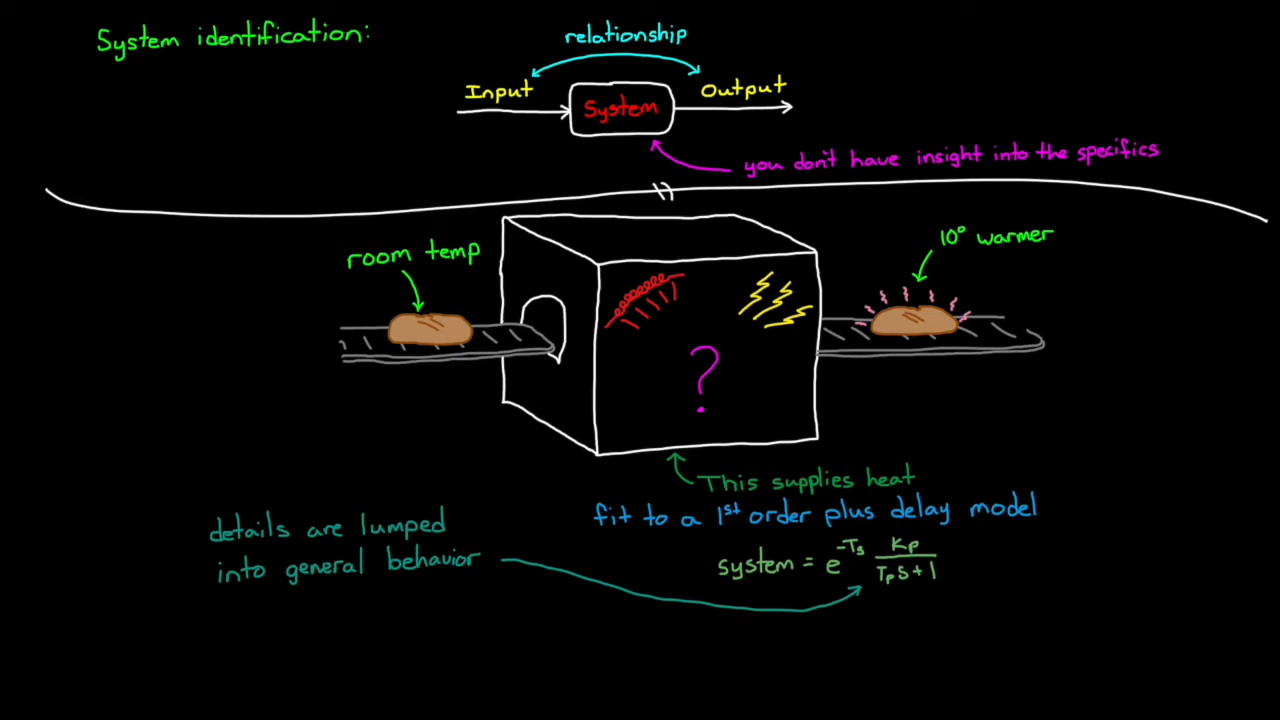 System identification:
relationship
Input
System
Output
you don't have insight into the specifics
room temp
10° warmer
?
This supplies heat
fit to a 1st order plus delay model
details are lumped
into general behavior
system = e^-Ts Kp/(Tps+1)